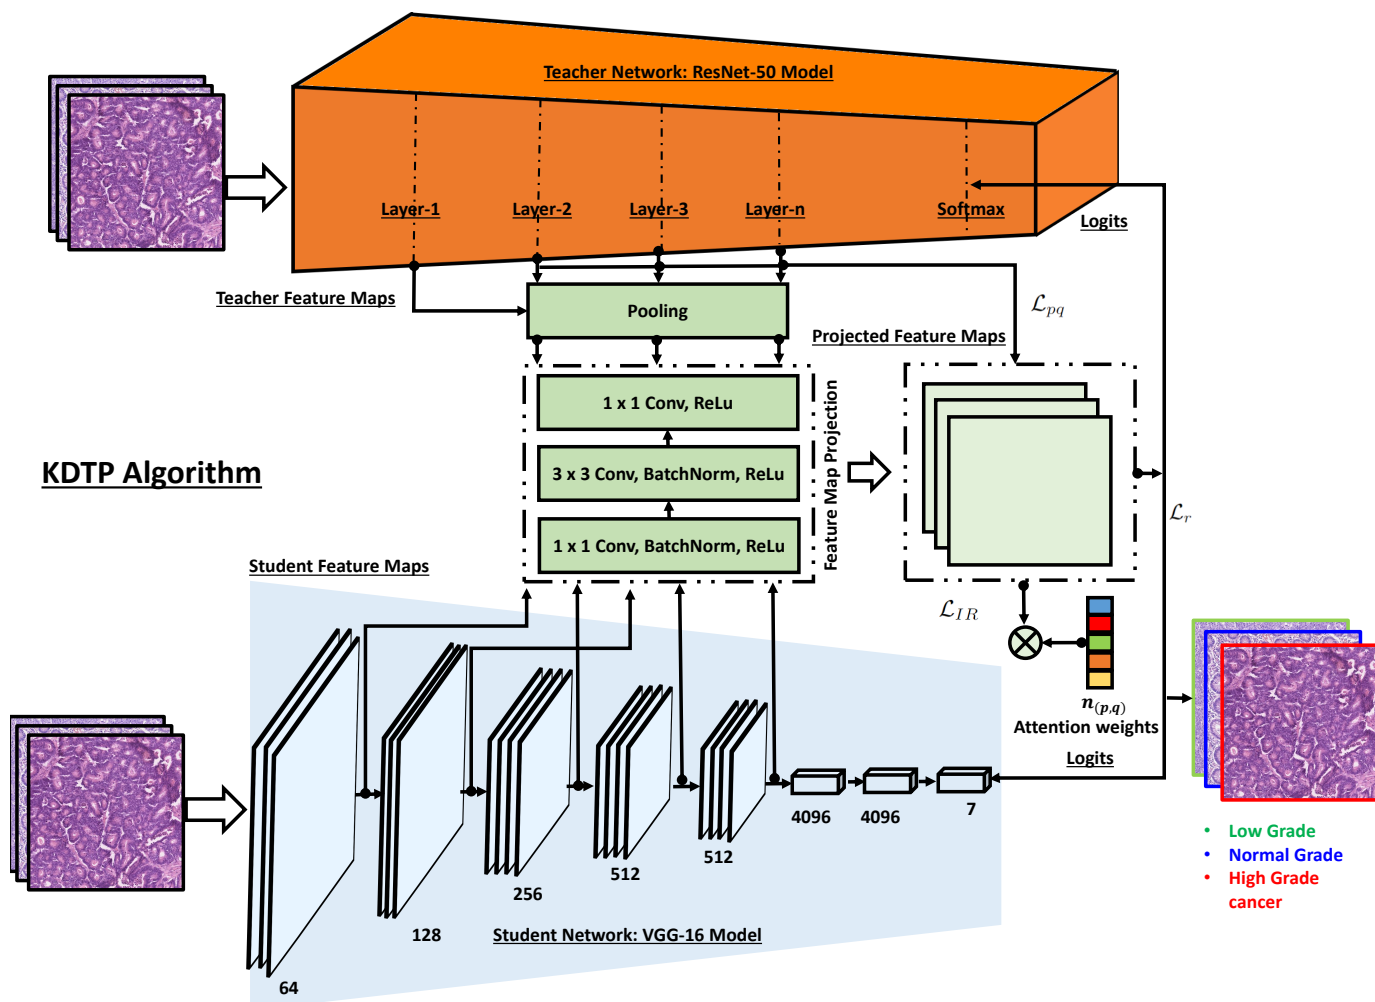 Teacher Network: ResNet-50 Model
Layer-1
Layer-2
Layer-3
Layer-n
Softmax
Logits
Teacher Feature Maps
Pooling
ℒpq
Projected Feature Maps
1 x 1 Conv, ReLu
3 x 3 Conv, BatchNorm, ReLu
1 x 1 Conv, BatchNorm, ReLu
Feature Map Projection
KDTP Algorithm
ℒr
Student Feature Maps
ℒIR
n(p,q)
Attention weights
Logits
4096
4096
7
512
512
256
128
64
Student Network: VGG-16 Model
• Low Grade
• Normal Grade
• High Grade
cancer